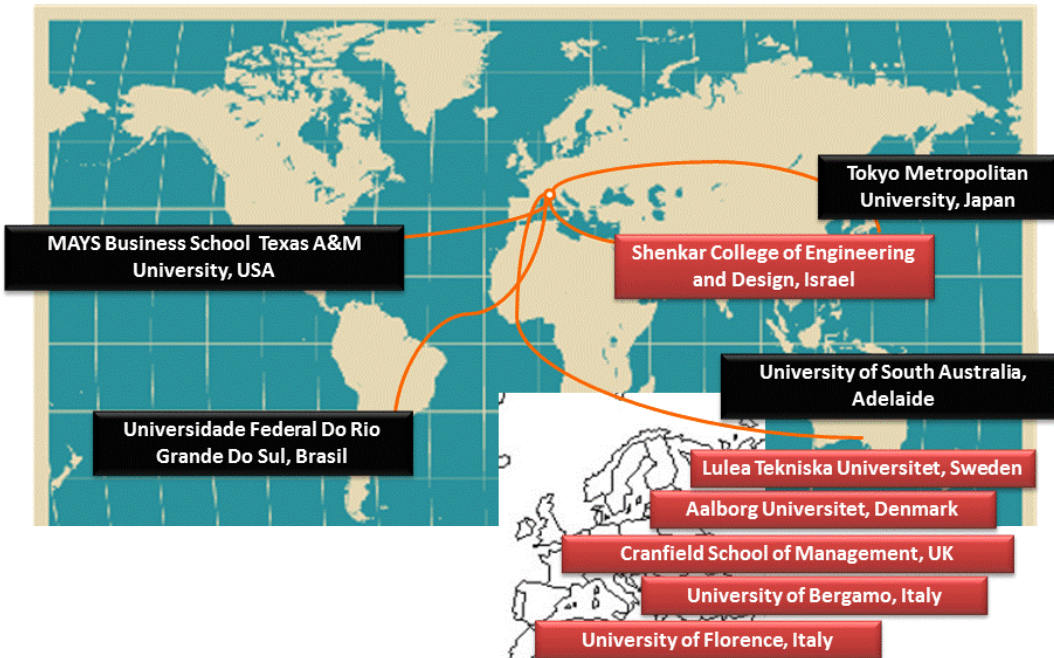 Tokyo Metropolitan
University, Japan
MAYS Business School Texas A&M
University, USA
Shenkar College of Engineering
and Design, Israel
University of South Australia,
Adelaide
Universidade Federal Do Rio
Grande Do Sul, Brasil
Lulea Tekniska Universitet, Sweden
Aalborg Universitet, Denmark
Cranfield School of Management, UK
University of Bergamo, Italy
University of Florence, Italy